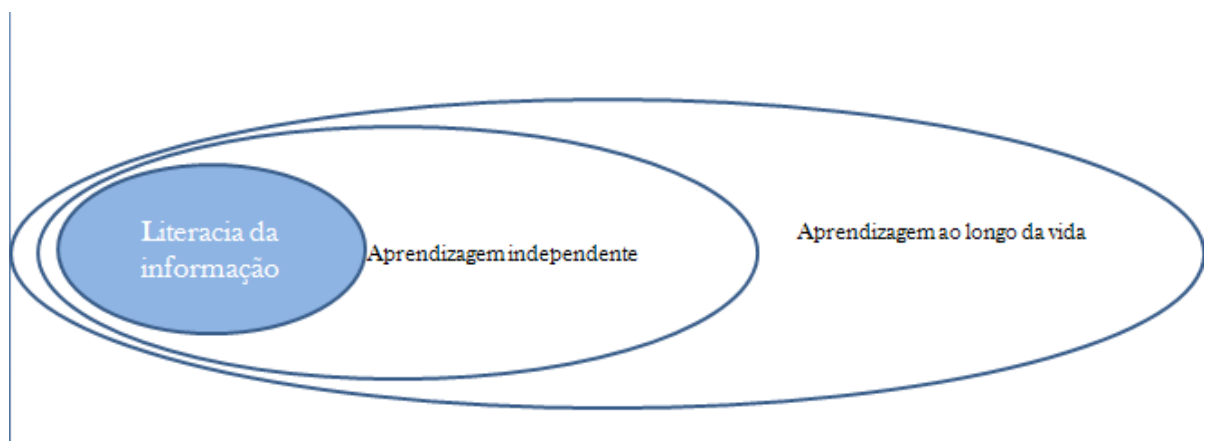 Literacia da
informação
Aprendizagem independente
Aprendizagem ao longo da vida